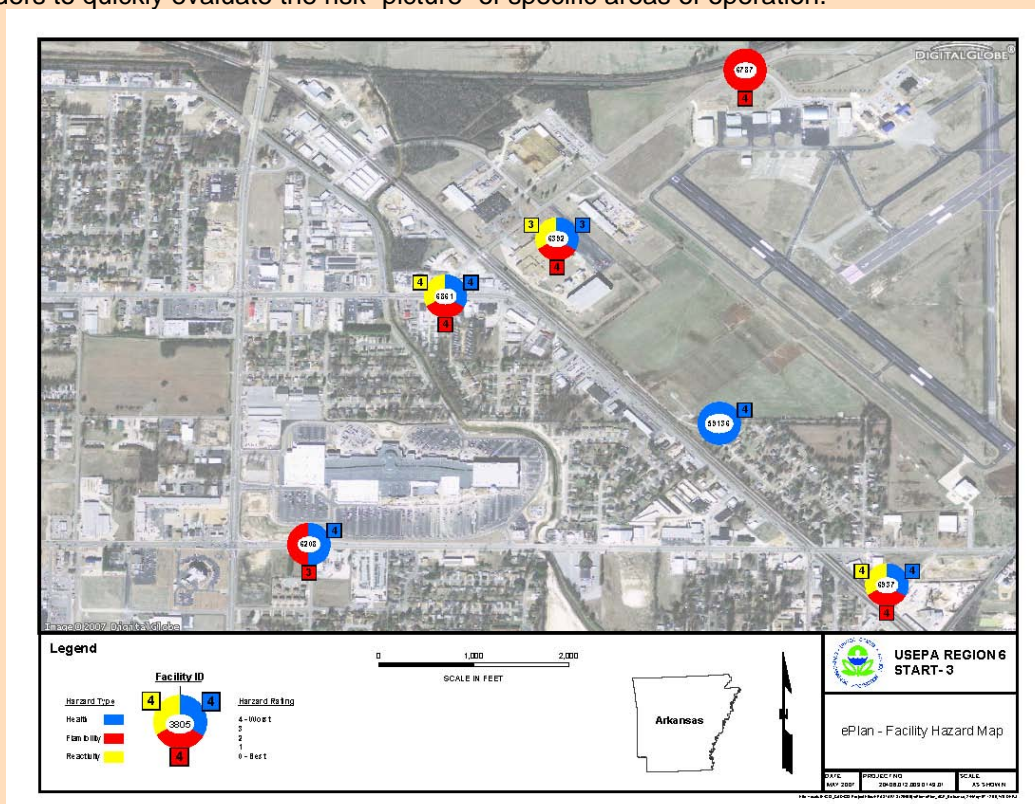 ders to quickly evaluate the risk "picture" of specific areas of operation.
DIGITALGLOBE
6787
4
3
3
6392
4
4
4
6861
4
4
59136
4
6208
3
4
4
6937
4
Image © 2007 DigitalGlobe
Legend
0 1,000 2,000
SCALE IN FEET
Facility ID
Harzard Type
Health
Flamibility
Reactivity
4 4
3805
4
Harzard Rating
4 - Worst
3
2
1
0 - Best
Arkansas
N
USEPA REGION 6
START-3
ePlan - Facility Hazard Map
DATE
MAY 2007
PROJECT NO
SCALE
AS SHOWN